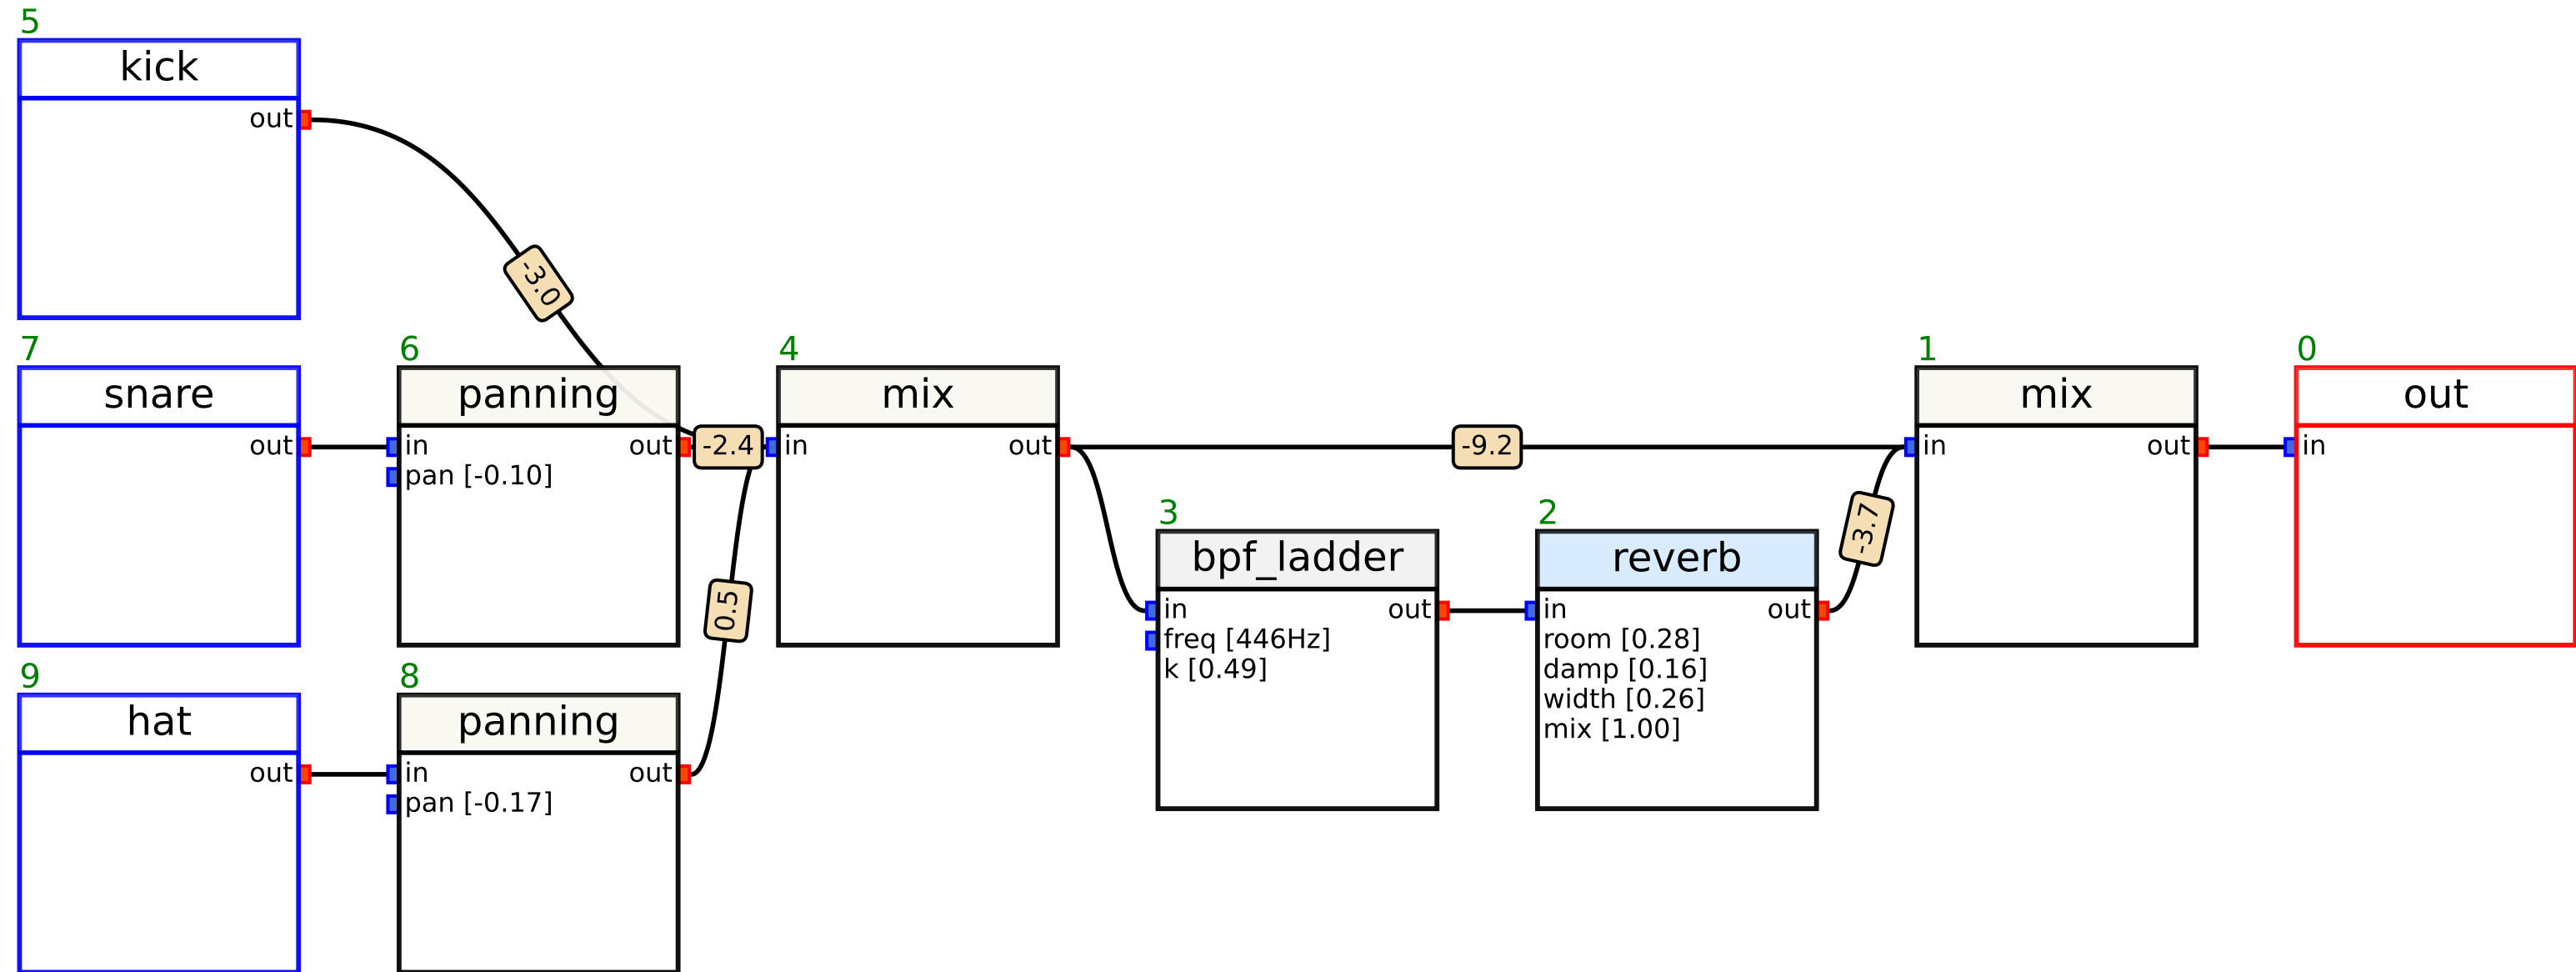 5
kick
out
-3.0
7
snare
out
6
panning
in
out
pan [-0.10]
-2.4
4
mix
in
out
-9.2
1
mix
in
out
0
out
in
3
bpf_ladder
in
out
freq [446Hz]
k [0.49]
2
reverb
in
out
room [0.28]
damp [0.16]
width [0.26]
mix [1.00]
-3.7
0.5
9
hat
out
8
panning
in
out
pan [-0.17]